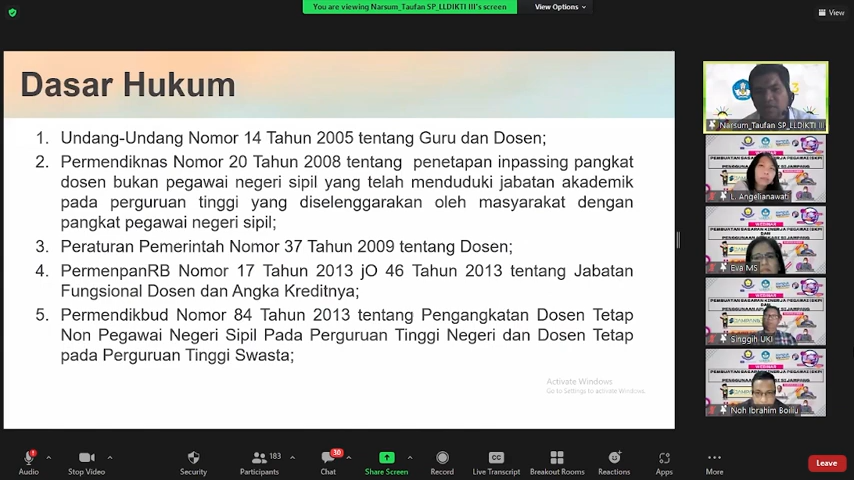 You are viewing Narsum_Taufan SP_LLDIKTI III's screen
View Options
View
Dasar Hukum
1. Undang-Undang Nomor 14 Tahun 2005 tentang Guru dan Dosen;
2. Permendiknas Nomor 20 Tahun 2008 tentang penetapan inpassing pangkat
dosen bukan pegawai negeri sipil yang telah menduduki jabatan akademik
pada perguruan tinggi yang diselenggarakan oleh masyarakat dengan
pangkat pegawai negeri sipil;
3. Peraturan Pemerintah Nomor 37 Tahun 2009 tentang Dosen;
4. PermenpanRB Nomor 17 Tahun 2013 jO 46 Tahun 2013 tentang Jabatan
Fungsional Dosen dan Angka Kreditnya;
5. Permendikbud Nomor 84 Tahun 2013 tentang Pengangkatan Dosen Tetap
Non Pegawai Negeri Sipil Pada Perguruan Tinggi Negeri dan Dosen Tetap
pada Perguruan Tinggi Swasta;
Activate Windows
Go to Settings to activate Windows.
Narsum_Taufan SP_LLDIKTI III
WEBINAR
L. Angelianawati
WEBINAR
Eva MS
WEBINAR
Singgih UKI
WEBINAR
Noh Ibrahim Boiliu
Audio
Stop Video
Security
183
Participants
30
Chat
Share Screen
Record
CC
Live Transcript
Breakout Rooms
Reactions
Apps
More
Leave